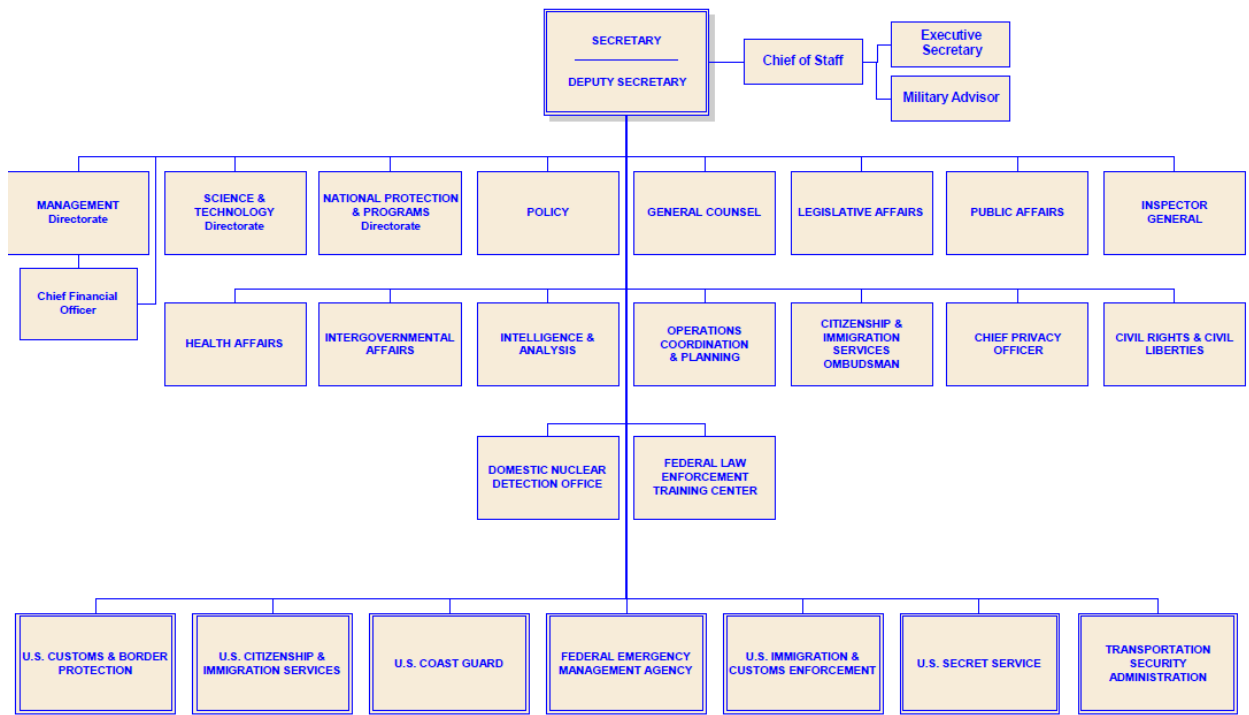 SECRETARY
DEPUTY SECRETARY
Chief of Staff
Executive
Secretary
Military Advisor
MANAGEMENT
Directorate
SCIENCE &
TECHNOLOGY
Directorate
NATIONAL PROTECTION
& PROGRAMS
Directorate
POLICY
GENERAL COUNSEL
LEGISLATIVE AFFAIRS
PUBLIC AFFAIRS
INSPECTOR
GENERAL
Chief Financial
Officer
HEALTH AFFAIRS
INTERGOVERNMENTAL
AFFAIRS
INTELLIGENCE &
ANALYSIS
OPERATIONS
COORDINATION
& PLANNING
CITIZENSHIP &
IMMIGRATION
SERVICES
OMBUDSMAN
CHIEF PRIVACY
OFFICER
CIVIL RIGHTS & CIVIL
LIBERTIES
DOMESTIC NUCLEAR
DETECTION OFFICE
FEDERAL LAW
ENFORCEMENT
TRAINING CENTER
U.S. CUSTOMS & BORDER
PROTECTION
U.S. CITIZENSHIP &
IMMIGRATION SERVICES
U.S. COAST GUARD
FEDERAL EMERGENCY
MANAGEMENT AGENCY
U.S. IMMIGRATION &
CUSTOMS ENFORCEMENT
U.S. SECRET SERVICE
TRANSPORTATION
SECURITY
ADMINISTRATION